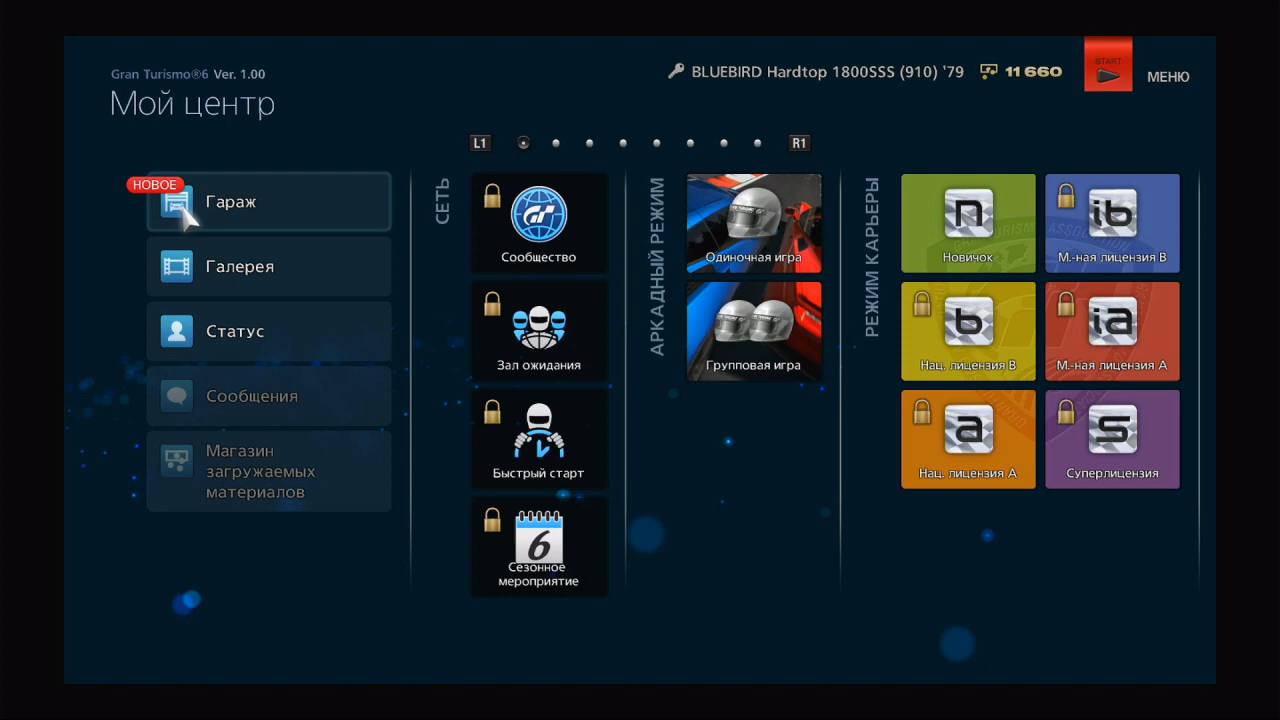 Gran Turismo®6 Ver. 1.00
Мой центр
BLUEBIRD Hardtop 1800SSS (910) '79
11 660
START
МЕНЮ
L1
R1
НОВОЕ
Гараж
Галерея
Статус
Сообщения
Магазин
загружаемых
материалов
СЕТЬ
Сообщество
Зал ожидания
Быстрый старт
6
Сезонное
мероприятие
АРКАДНЫЙ РЕЖИМ
Одиночная игра
Групповая игра
РЕЖИМ КАРЬЕРЫ
n
Новичок
ib
М.-ная лицензия B
b
Нац. лицензия B
ia
М.-ная лицензия A
a
Нац. лицензия A
S
Суперлицензия